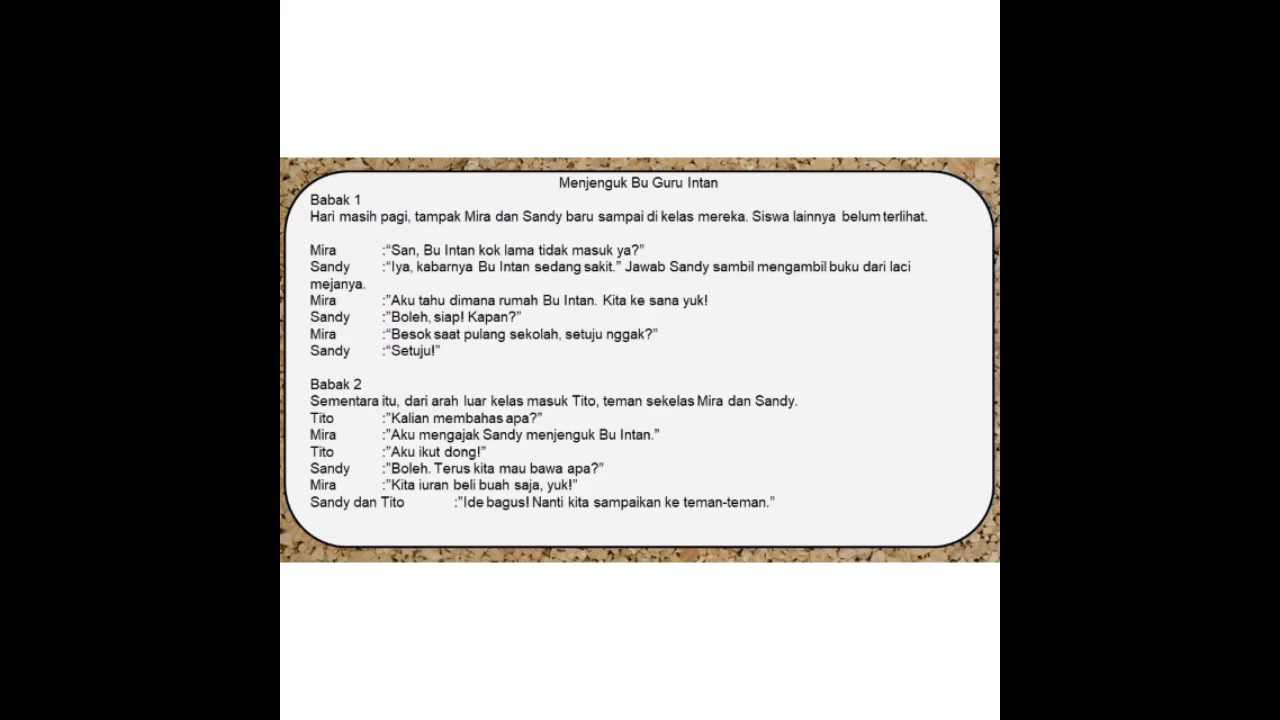 Menjenguk Bu Guru Intan
Babak 1
Hari masih pagi, tampak Mira dan Sandy baru sampai di kelas mereka. Siswa lainnya belum terlihat.
Mira :“San, Bu Intan kok lama tidak masuk ya?”
Sandy :“Iya, kabarnya Bu Intan sedang sakit.” Jawab Sandy sambil mengambil buku dari laci
mejanya.
Mira :”Aku tahu dimana rumah Bu Intan. Kita ke sana yuk!
Sandy :”Boleh, siap! Kapan?”
Mira :“Besok saat pulang sekolah, setuju nggak?”
Sandy :“Setuju!”
Babak 2
Sementara itu, dari arah luar kelas masuk Tito, teman sekelas Mira dan Sandy.
Tito :”Kalian membahas apa?”
Mira :”Aku mengajak Sandy menjenguk Bu Intan.”
Tito :”Aku ikut dong!”
Sandy :”Boleh. Terus kita mau bawa apa?”
Mira :”Kita iuran beli buah saja, yuk!”
Sandy dan Tito :”Ide bagus! Nanti kita sampaikan ke teman-teman.”